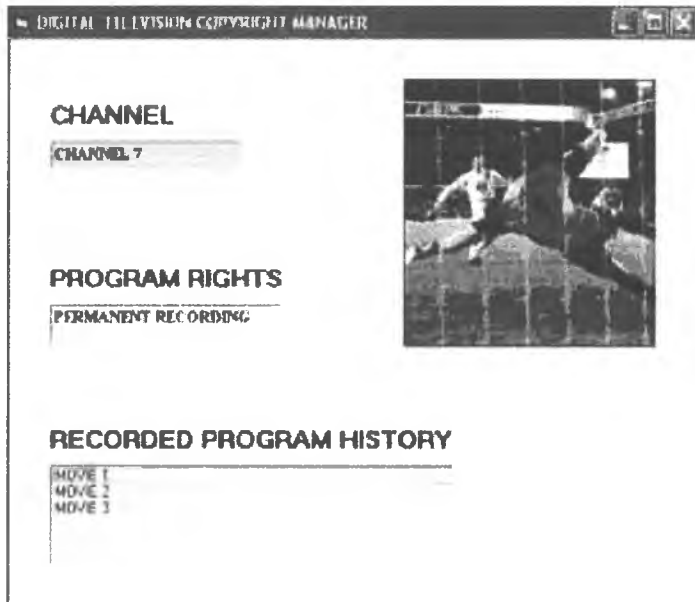 DIGITAL TELEVISION COPYRIGHT MANAGER
CHANNEL
CHANNEL 7
PROGRAM RIGHTS
PERMANENT RECORDING
RECORDED PROGRAM HISTORY
MOVIE 1
MOVIE 2
MOVIE 3